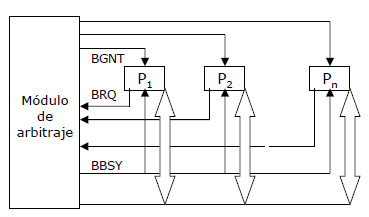 BGNT
P1
P2
Pn
BRQ
Módulo
de
arbitraje
BBSY